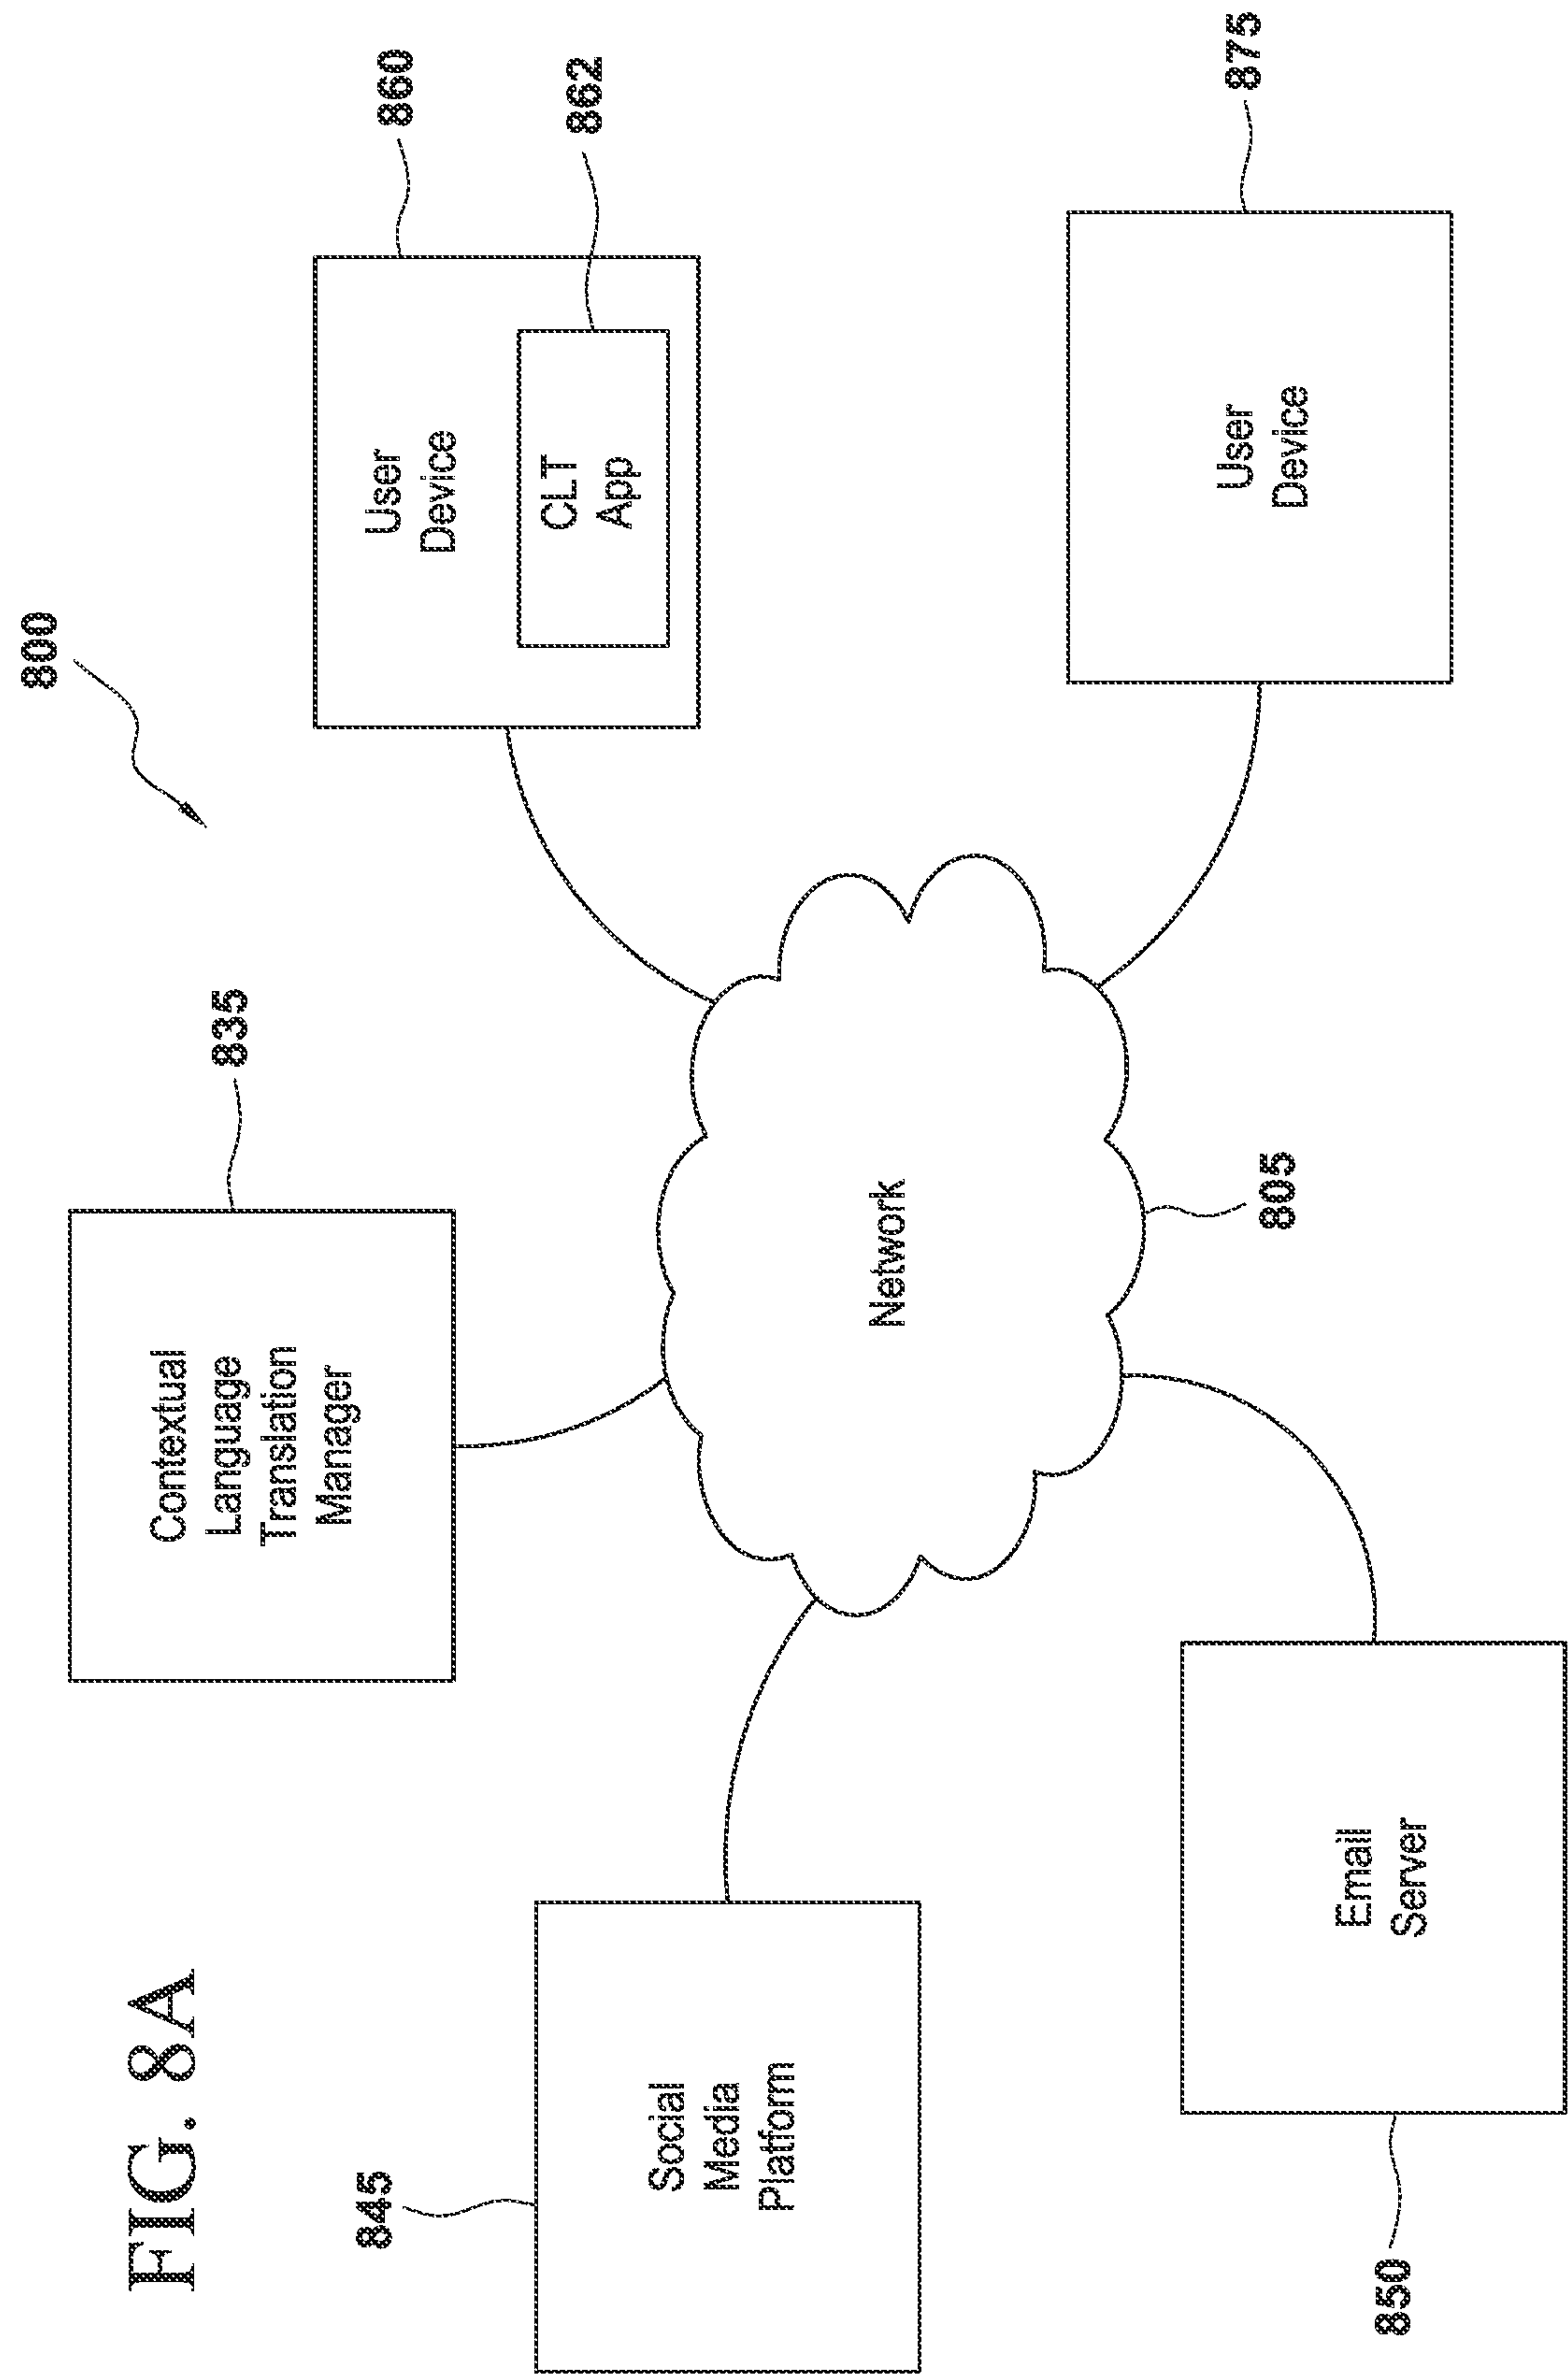 FIG. 8A
800
Contextual
Language
Translation
Manager
835
860
User
Device
CLT
App
862
845
Social
Media
Platform
Network
805
User
Device
875
Email
Server
850